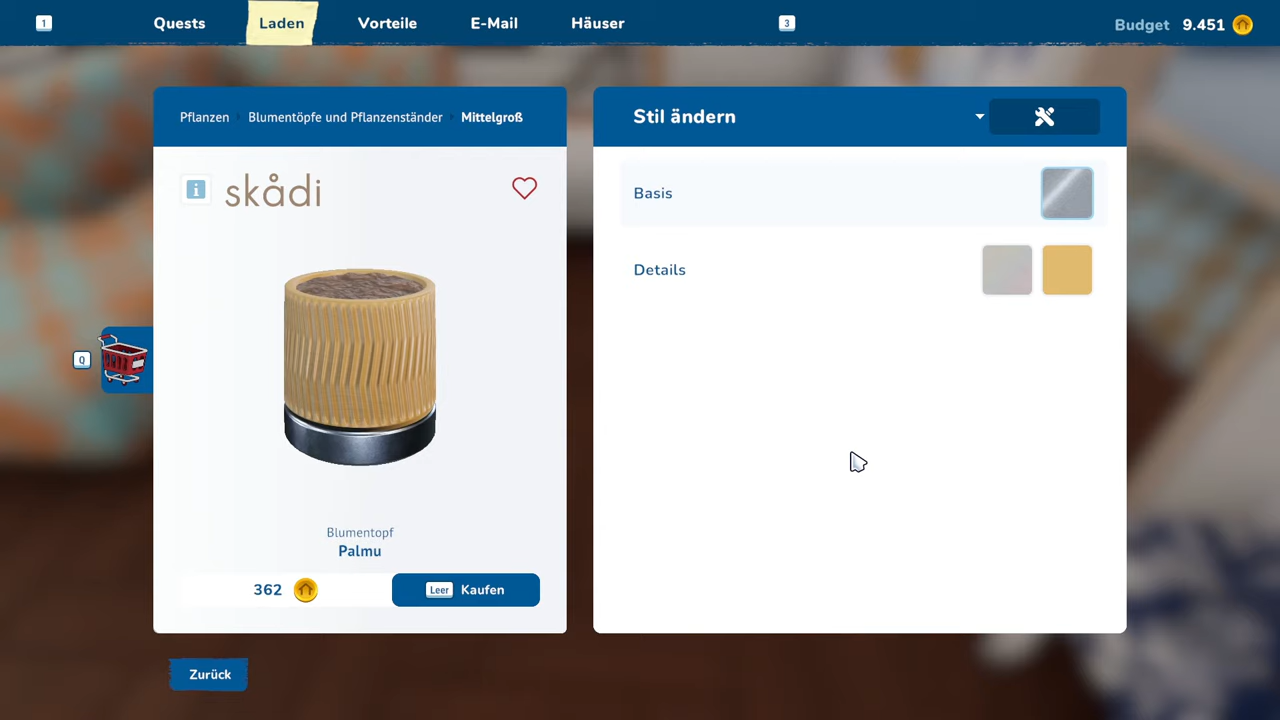 1 Quests Laden Vorteile E-Mail Häuser 3 Budget 9.451
Pflanzen Blumentöpfe und Pflanzenständer Mittelgroß
i skådi
Q
Blumentopf
Palmu
362 Leer Kaufen
Stil ändern
Basis
Details
Zurück